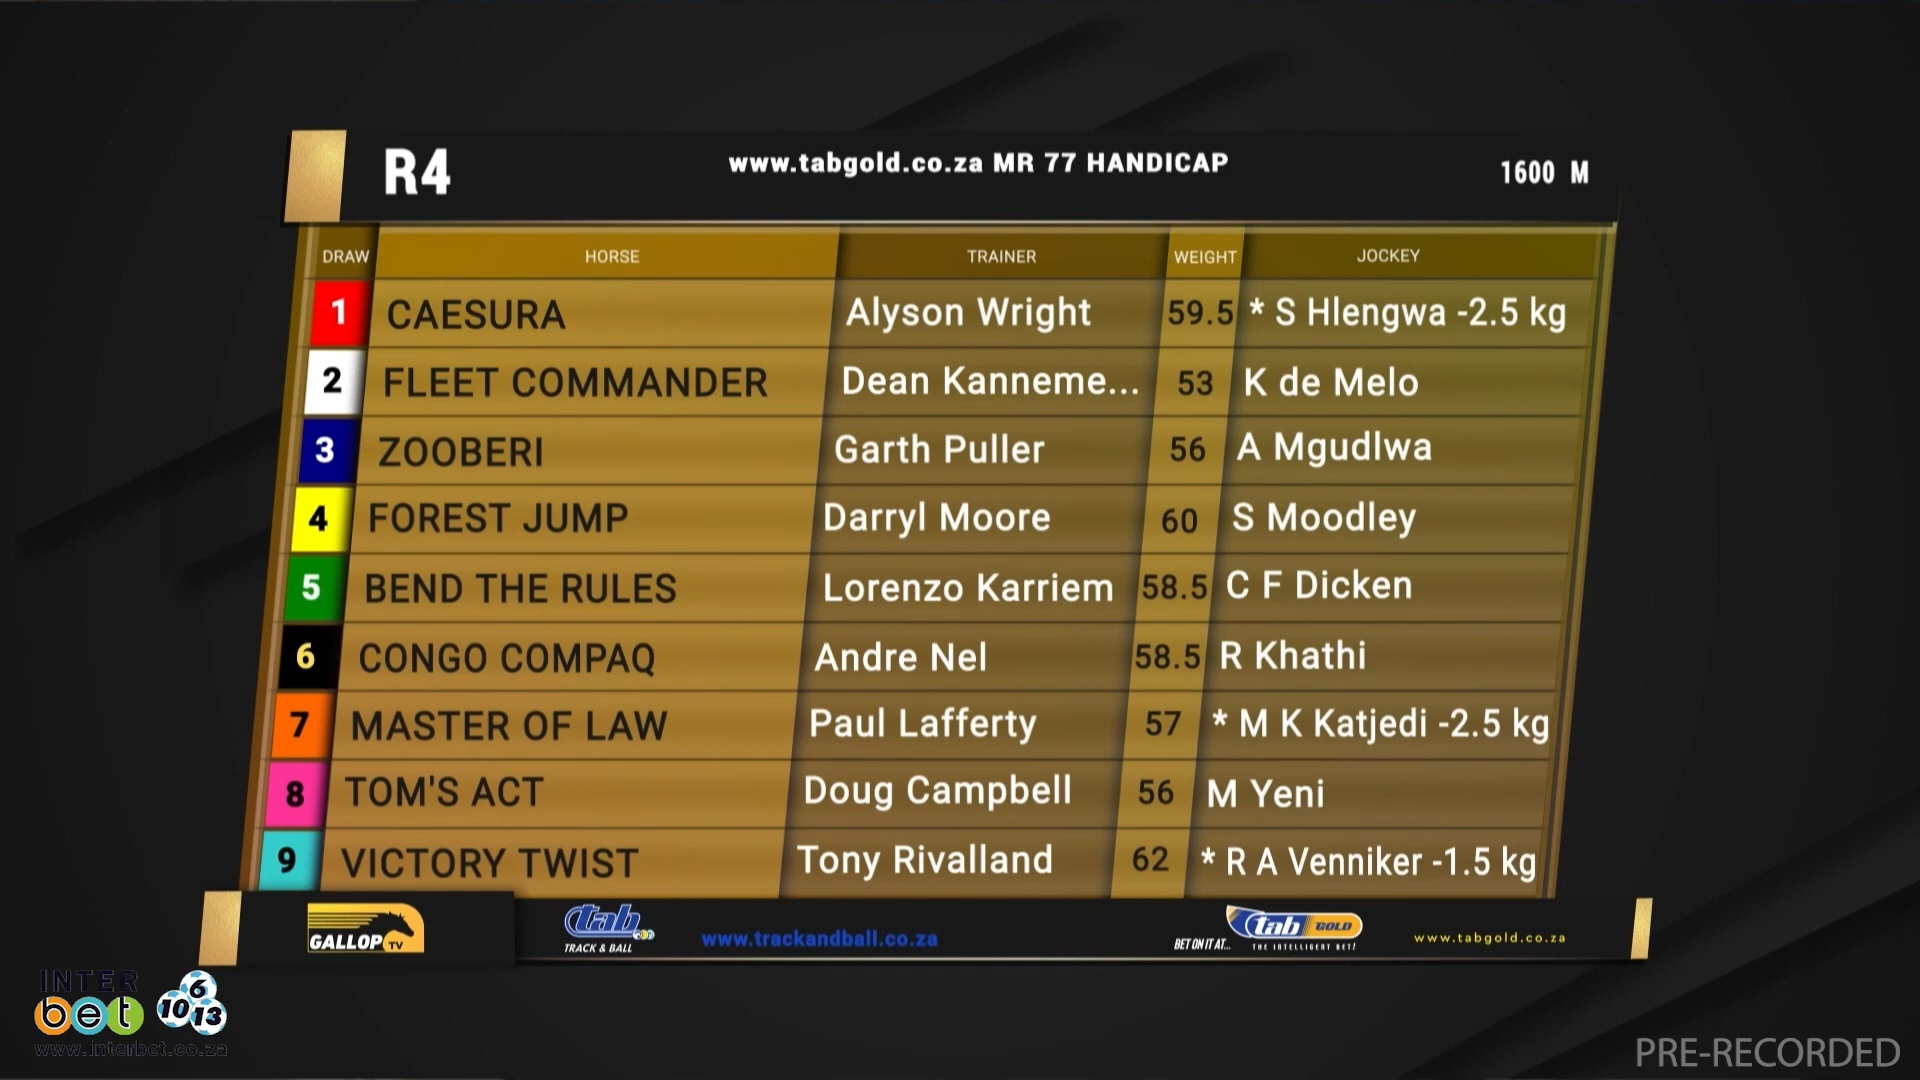 R4 www.tabgold.co.za MR 77 HANDICAP 1600 M
DRAW HORSE TRAINER WEIGHT JOCKEY
1 CAESURA Alyson Wright 59.5 * S Hlengwa -2.5 kg
2 FLEET COMMANDER Dean Kanneme... 53 K de Melo
3 ZOOBERI Garth Puller 56 A Mgudlwa
4 FOREST JUMP Darryl Moore 60 S Moodley
5 BEND THE RULES Lorenzo Karriem 58.5 C F Dicken
6 CONGO COMPAQ Andre Nel 58.5 R Khathi
7 MASTER OF LAW Paul Lafferty 57 * M K Katjedi -2.5 kg
8 TOM'S ACT Doug Campbell 56 M Yeni
9 VICTORY TWIST Tony Rivalland 62 * R A Venniker -1.5 kg
GALLOP TV
tab
TRACK & BALL
www.trackandball.co.za
BET ON IT AT...
tab GOLD
THE INTELLIGENT BET!
www.tabgold.co.za
INTER
bet 6 10 13
www.interbet.co.za
PRE-RECORDED